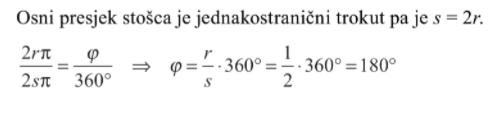 Osni presjek stošca je jednakostranični trokut pa je s = 2r.
2rπ/2sπ = φ/360° ⇒ φ = r/s · 360° = 1/2 · 360° = 180°